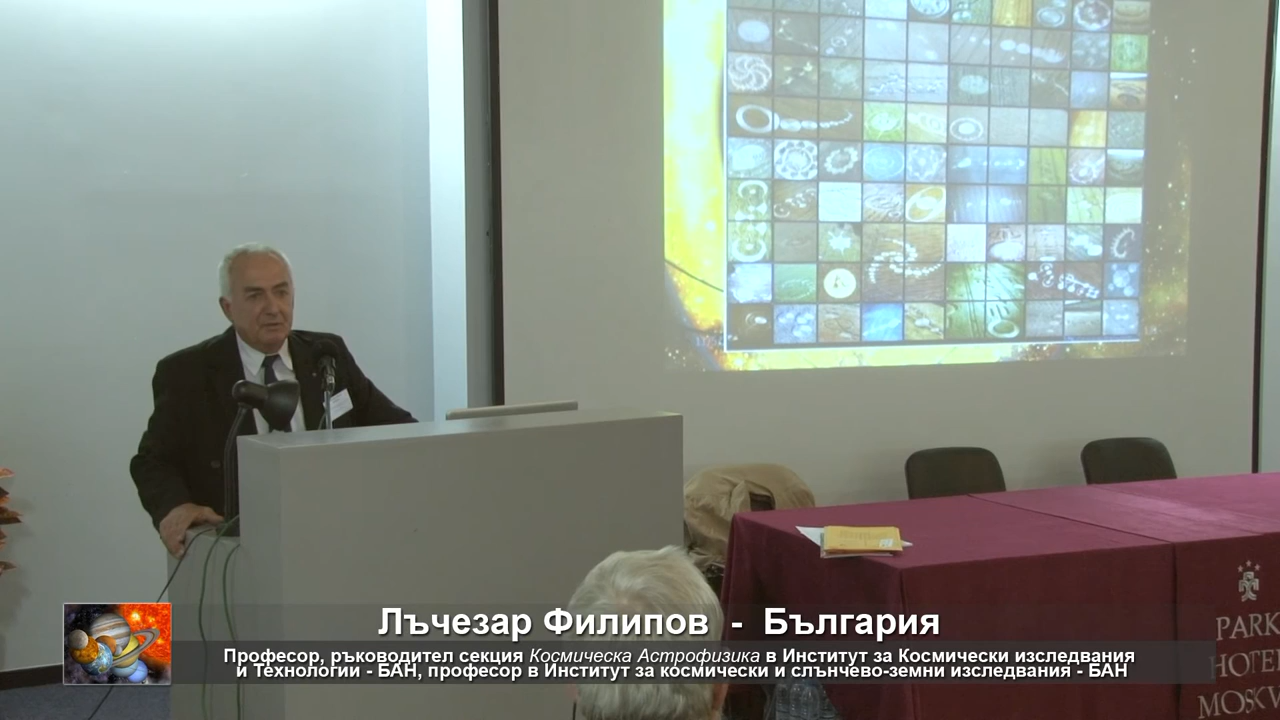 Лъчезар Филипов - България
Професор, ръководител секция Космическа Астрофизика в Институт за Космически изследвания
и Технологии - БАН, професор в Институт за космически и слънчево-земни изследвания - БАН
PARK
HOTEL
MOSKV